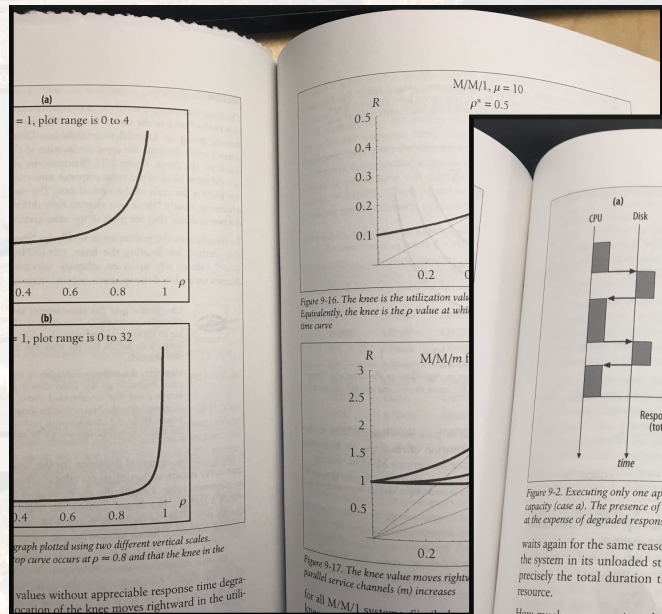 (a)
= 1, plot range is 0 to 4
0.4 0.6 0.8 1 ρ
(b)
= 1, plot range is 0 to 32
0.4 0.6 0.8 1 ρ
graph plotted using two different vertical scales.
op curve occurs at ρ ≈ 0.8 and that the knee in the
values without appreciable response time degra-
ocation of the knee moves rightward in the utili-
M/M/1, μ = 10
ρ* = 0.5
R
0.5
0.4
0.3
0.2
0.1
0.2 0
Figure 9-16. The knee is the utilization valu
Equivalently, the knee is the ρ value at whi
time curve
R M/M/m f
3
2.5
2
1.5
1
0.5
0.2
Figure 9-17. The knee value moves rightw
parallel service channels (m) increases
for all M/M/1 systems.
(a)
CPU Disk
Respo
(tot
time
Figure 9-2. Executing only one ap
capacity (case a). The presence of
at the expense of degraded respon
waits again for the same reaso
the system in its unloaded st
precisely the total duration t
resource.